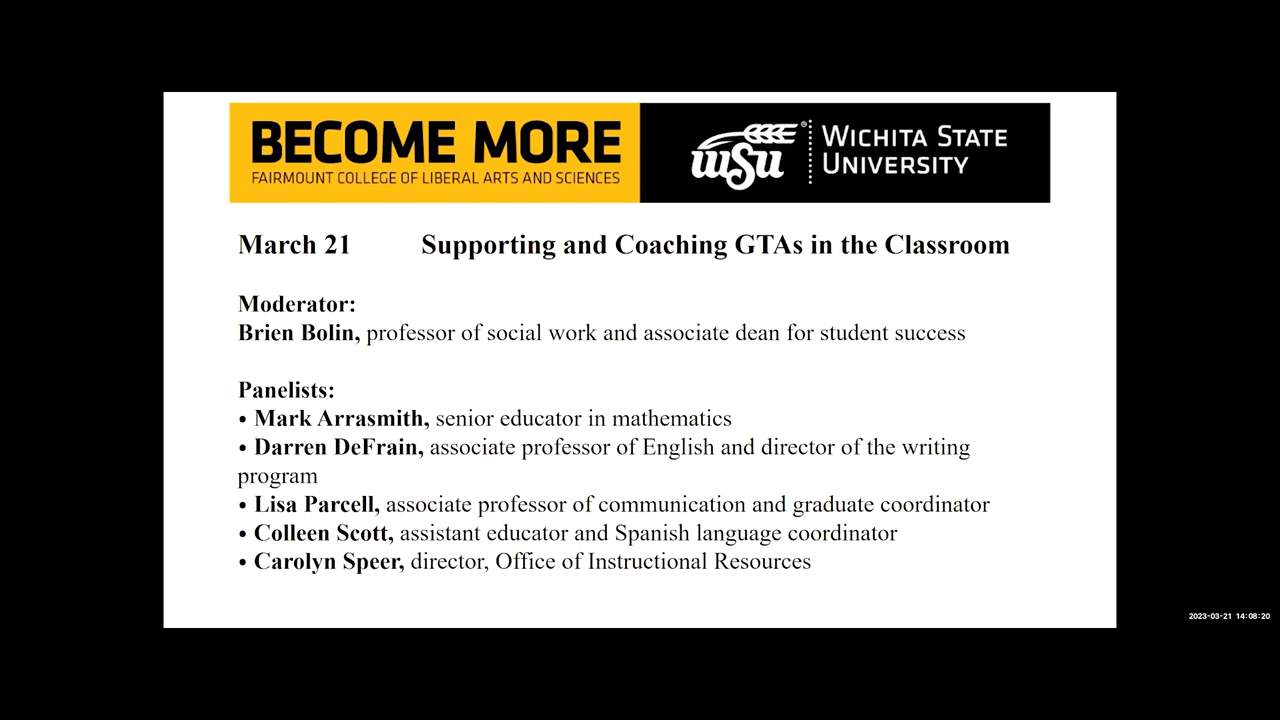 BECOME MORE
FAIRMOUNT COLLEGE OF LIBERAL ARTS AND SCIENCES
wsu®
WICHITA STATE
UNIVERSITY
March 21 Supporting and Coaching GTAs in the Classroom
Moderator:
Brien Bolin, professor of social work and associate dean for student success
Panelists:
• Mark Arrasmith, senior educator in mathematics
• Darren DeFrain, associate professor of English and director of the writing
program
• Lisa Parcell, associate professor of communication and graduate coordinator
• Colleen Scott, assistant educator and Spanish language coordinator
• Carolyn Speer, director, Office of Instructional Resources
2023-03-21 14:08:20